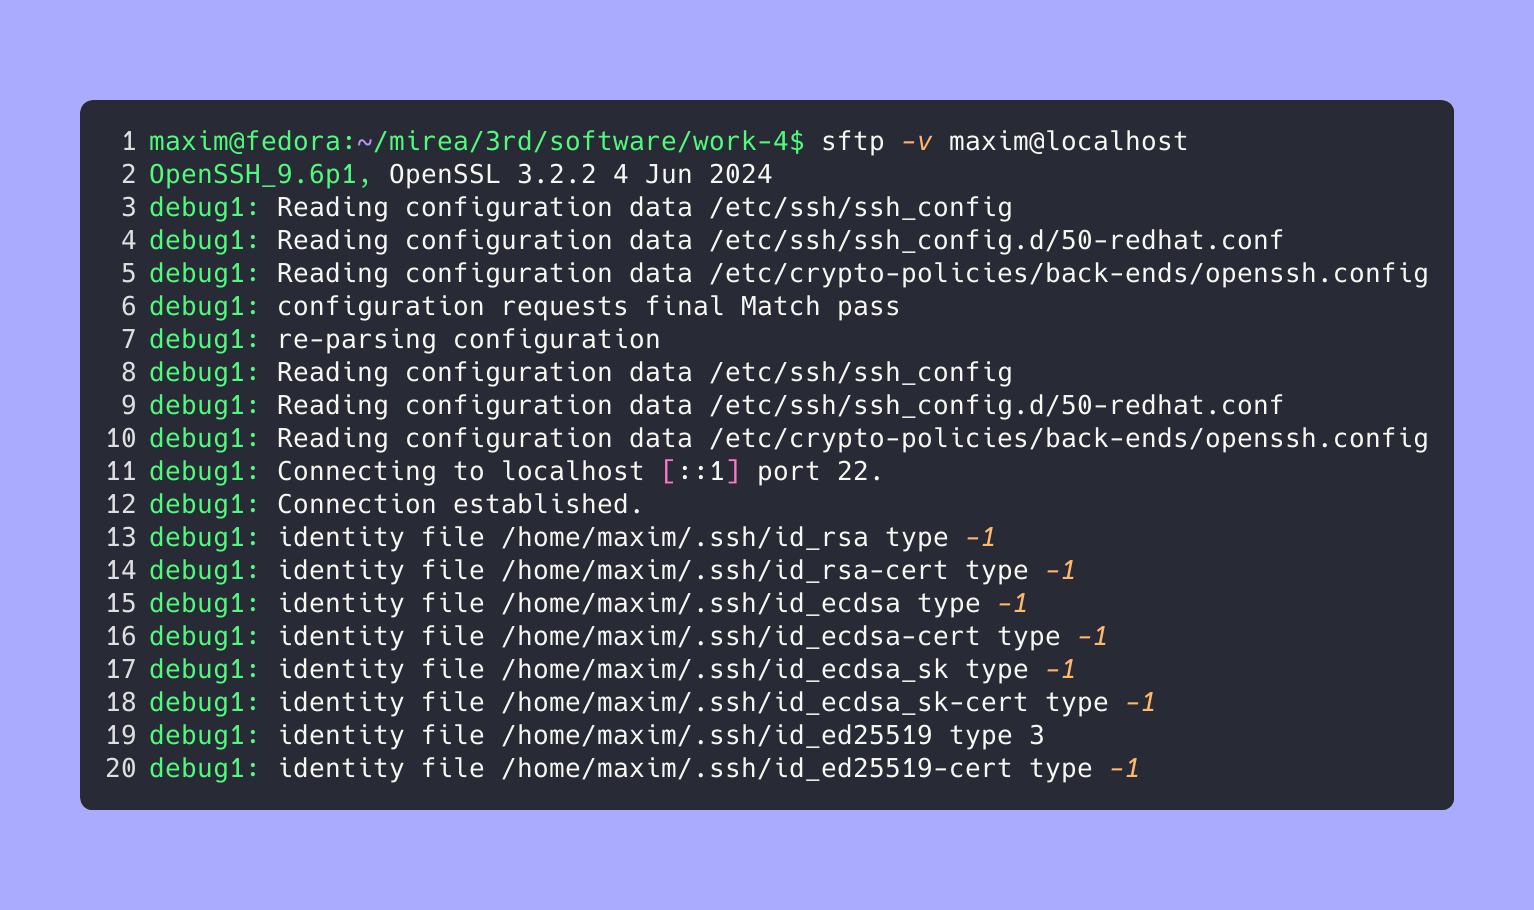 1 maxim@fedora:~/mirea/3rd/software/work-4$ sftp -v maxim@localhost
2 OpenSSH_9.6p1, OpenSSL 3.2.2 4 Jun 2024
3 debug1: Reading configuration data /etc/ssh/ssh_config
4 debug1: Reading configuration data /etc/ssh/ssh_config.d/50-redhat.conf
5 debug1: Reading configuration data /etc/crypto-policies/back-ends/openssh.config
6 debug1: configuration requests final Match pass
7 debug1: re-parsing configuration
8 debug1: Reading configuration data /etc/ssh/ssh_config
9 debug1: Reading configuration data /etc/ssh/ssh_config.d/50-redhat.conf
10 debug1: Reading configuration data /etc/crypto-policies/back-ends/openssh.config
11 debug1: Connecting to localhost [::1] port 22.
12 debug1: Connection established.
13 debug1: identity file /home/maxim/.ssh/id_rsa type -1
14 debug1: identity file /home/maxim/.ssh/id_rsa-cert type -1
15 debug1: identity file /home/maxim/.ssh/id_ecdsa type -1
16 debug1: identity file /home/maxim/.ssh/id_ecdsa-cert type -1
17 debug1: identity file /home/maxim/.ssh/id_ecdsa_sk type -1
18 debug1: identity file /home/maxim/.ssh/id_ecdsa_sk-cert type -1
19 debug1: identity file /home/maxim/.ssh/id_ed25519 type 3
20 debug1: identity file /home/maxim/.ssh/id_ed25519-cert type -1